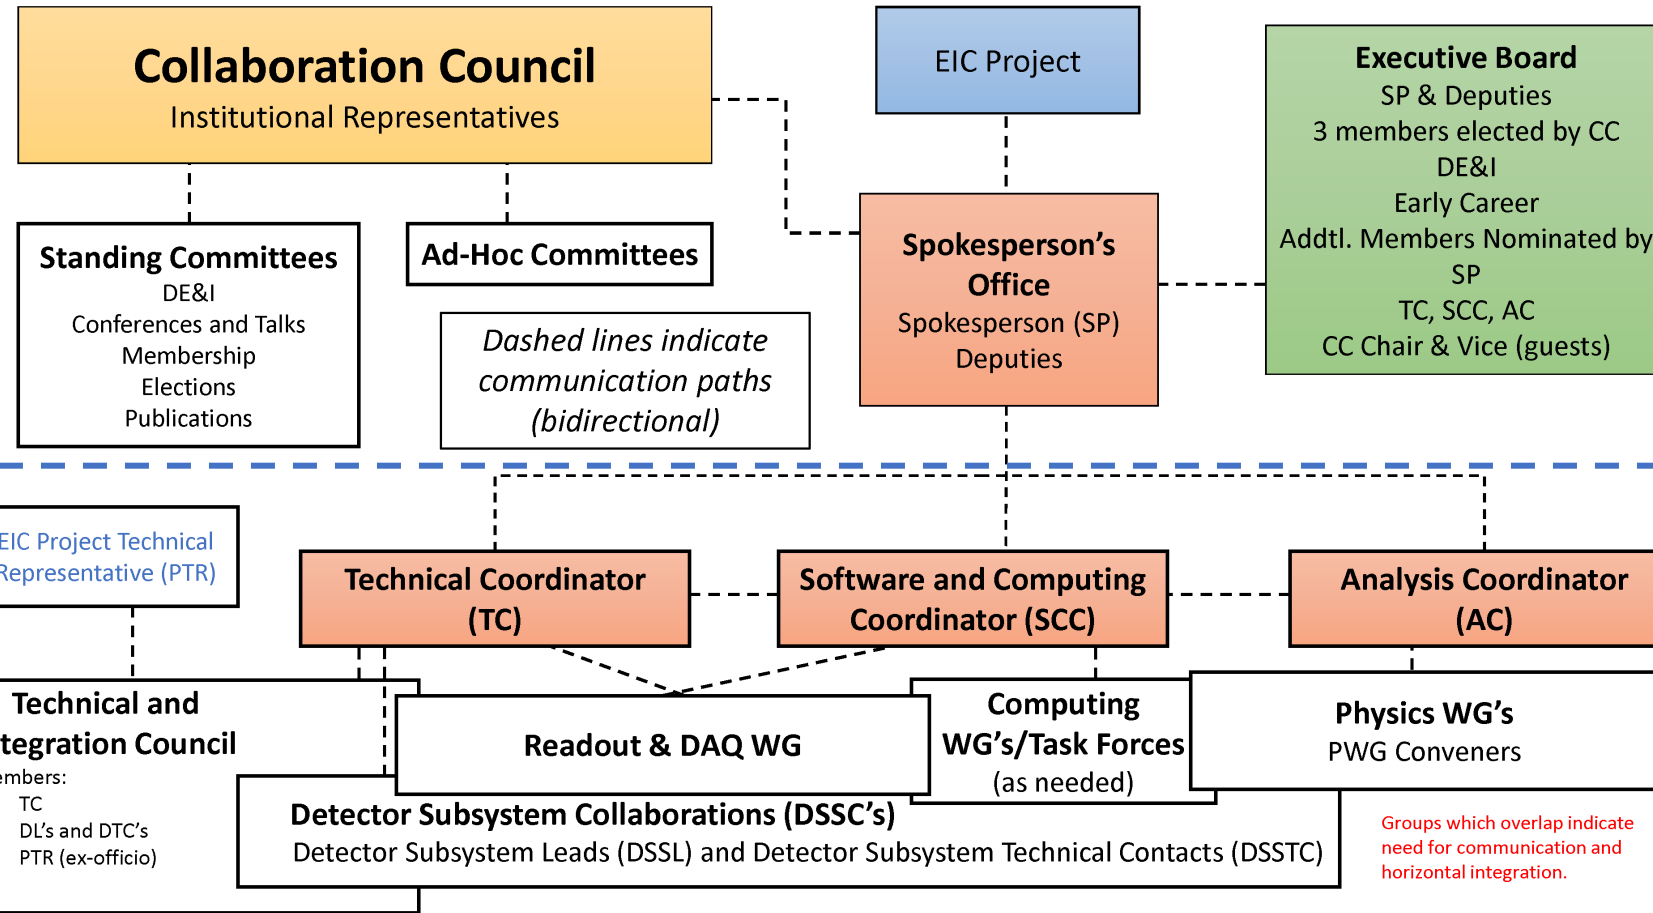 Collaboration Council
Institutional Representatives
EIC Project
Executive Board
SP & Deputies
3 members elected by CC
DE&I
Early Career
Addtl. Members Nominated by
SP
TC, SCC, AC
CC Chair & Vice (guests)
Standing Committees
DE&I
Conferences and Talks
Membership
Elections
Publications
Ad-Hoc Committees
Dashed lines indicate
communication paths
(bidirectional)
Spokesperson’s
Office
Spokesperson (SP)
Deputies
EIC Project Technical
Representative (PTR)
Technical Coordinator
(TC)
Software and Computing
Coordinator (SCC)
Analysis Coordinator
(AC)
Technical and
tegration Council
embers:
TC
DL’s and DTC’s
PTR (ex-officio)
Readout & DAQ WG
Computing
WG’s/Task Forces
(as needed)
Physics WG’s
PWG Conveners
Detector Subsystem Collaborations (DSSC’s)
Detector Subsystem Leads (DSSL) and Detector Subsystem Technical Contacts (DSSTC)
Groups which overlap indicate
need for communication and
horizontal integration.